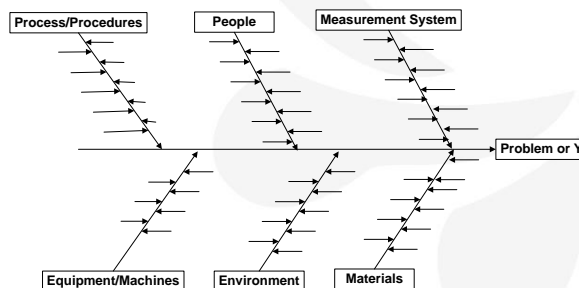 Process/Procedures
People
Measurement System
Problem or Y
Equipment/Machines
Environment
Materials